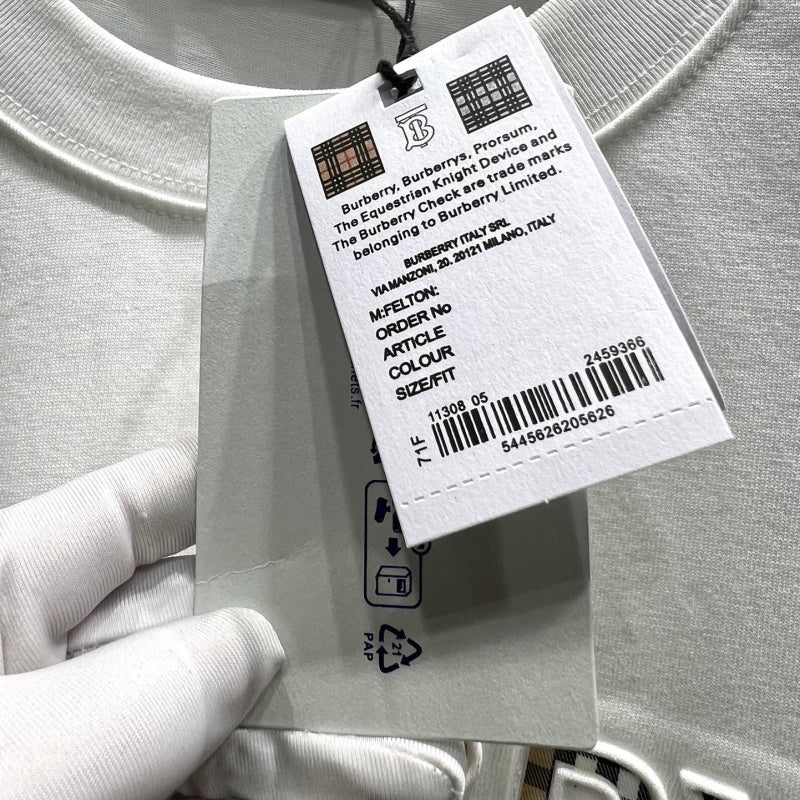 Burberry, Burberrys, Prorsum,
The Equestrian Knight Device and
The Burberry Check are trade marks
belonging to Burberry Limited.
BURBERRY ITALY SRL
VIA MANZONI, 20. 20121 MILANO, ITALY
M:FELTON:
ORDER No
ARTICLE
COLOUR
SIZE/FIT
11308 05 2459366
71F
5445626205626
ets.fr
21
PAP